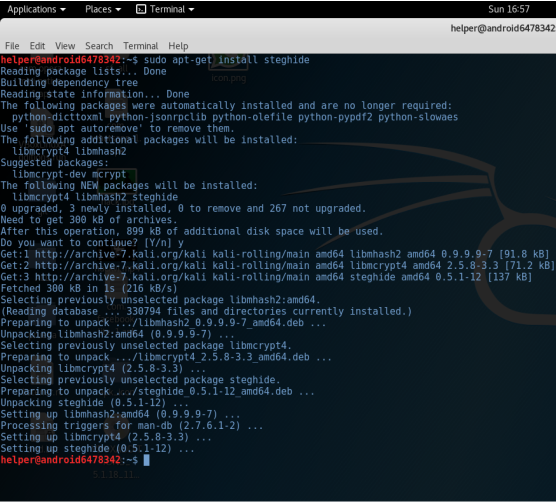 Applications ▾ Places ▾ Terminal ▾ Sun 16:57
helper@android6478342:
File Edit View Search Terminal Help
helper@android6478342:~$ sudo apt-get install steghide
Reading package lists... Done
icon.png
Building dependency tree
Reading state information... Done
The following packages were automatically installed and are no longer required:
python-dicttoxml python-jsonrpclib python-olefile python-pypdf2 python-slowaes
Use 'sudo apt autoremove' to remove them.
The following additional packages will be installed:
libmcrypt4 libmhash2
Suggested packages:
libmcrypt-dev mcrypt
The following NEW packages will be installed:
libmcrypt4 libmhash2 steghide
0 upgraded, 3 newly installed, 0 to remove and 267 not upgraded.
Need to get 300 kB of archives.
After this operation, 899 kB of additional disk space will be used.
Do you want to continue? [Y/n] y
Get:1 http://archive-7.kali.org/kali kali-rolling/main amd64 libmhash2 amd64 0.9.9.9-7 [91.8 kB]
Get:2 http://archive-7.kali.org/kali kali-rolling/main amd64 libmcrypt4 amd64 2.5.8-3.3 [71.2 kB]
Get:3 http://archive-7.kali.org/kali kali-rolling/main amd64 steghide amd64 0.5.1-12 [137 kB]
Fetched 300 kB in 1s (216 kB/s)
Selecting previously unselected package libmhash2:amd64.
(Reading database ... 330794 files and directories currently installed.)
Preparing to unpack .../libmhash2_0.9.9.9-7_amd64.deb ...
Unpacking libmhash2:amd64 (0.9.9.9-7) ...
Selecting previously unselected package libmcrypt4.
Preparing to unpack .../libmcrypt4_2.5.8-3.3_amd64.deb ...
Unpacking libmcrypt4 (2.5.8-3.3) ...
Selecting previously unselected package steghide.
Preparing to unpack .../steghide_0.5.1-12_amd64.deb ...
Unpacking steghide (0.5.1-12) ...
Setting up libmhash2:amd64 (0.9.9.9-7) ...
Processing triggers for man-db (2.7.6.1-2) ...
Setting up libmcrypt4 (2.5.8-3.3) ...
Setting up steghide (0.5.1-12) ...
helper@android6478342:~$